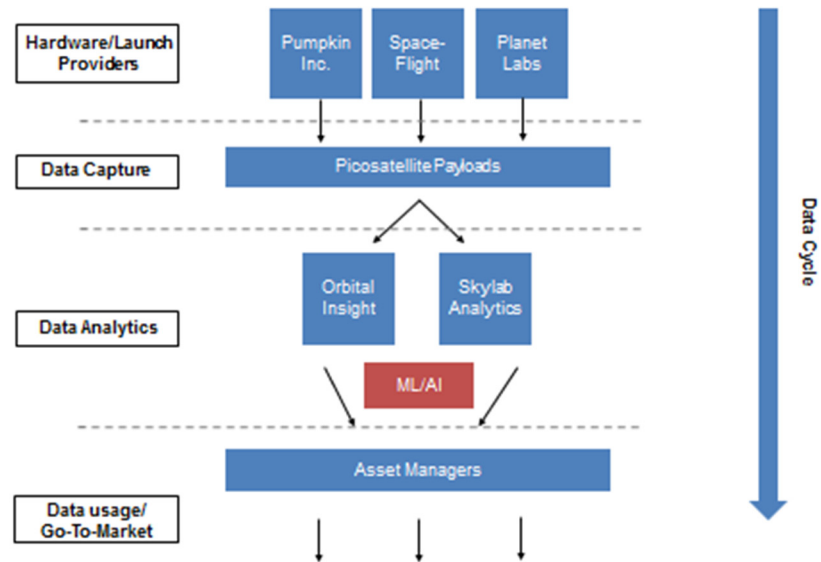 Hardware/Launch
Providers
Pumpkin
Inc.
Space-
Flight
Planet
Labs
Data Capture
Picosatellite Payloads
Data Cycle
Data Analytics
Orbital
Insight
Skylab
Analytics
ML/AI
Asset Managers
Data usage/
Go-To-Market